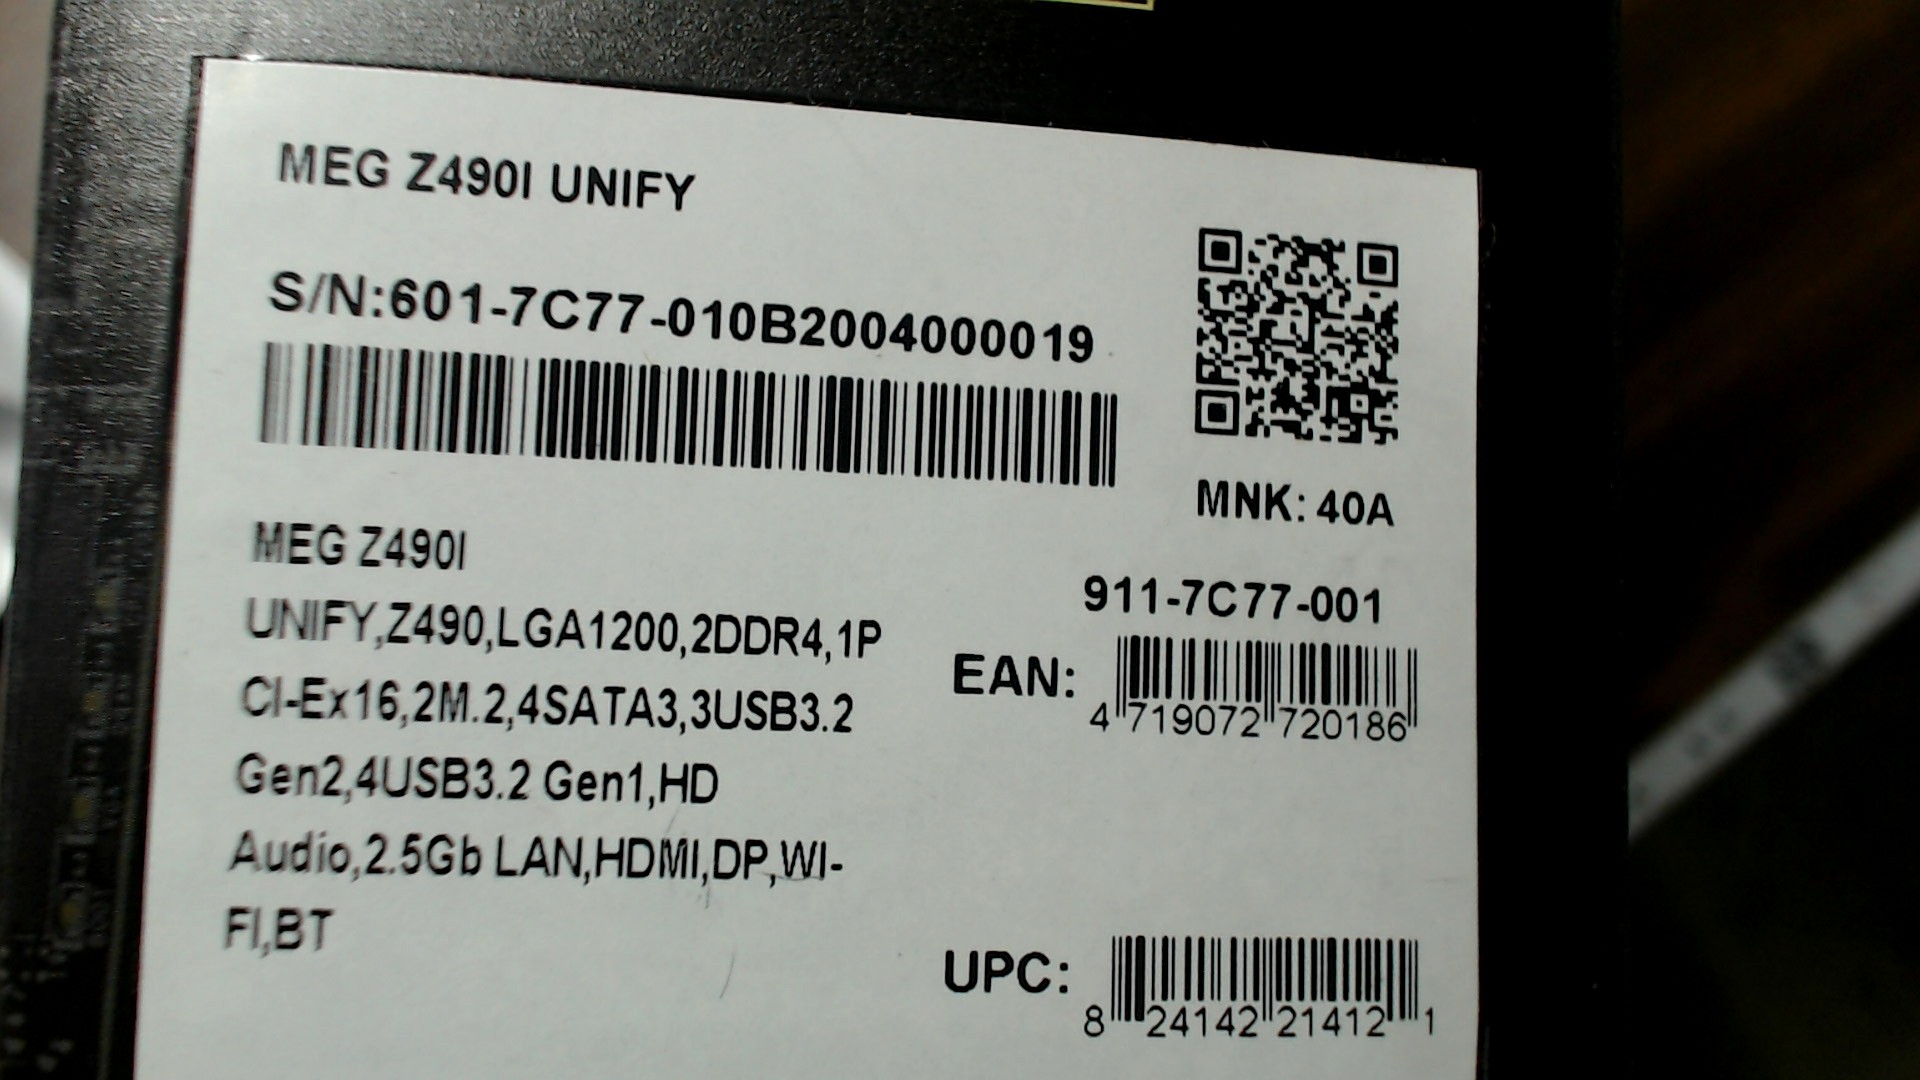 MEG Z490I UNIFY
S/N:601-7C77-010B2004000019
MNK: 40A
MEG Z490I
UNIFY,Z490,LGA1200,2DDR4,1P
CI-Ex16,2M.2,4SATA3,3USB3.2
Gen2,4USB3.2 Gen1,HD
Audio,2.5Gb LAN,HDMI,DP,WI-
FI,BT
911-7C77-001
EAN:
4 719072 720186
UPC:
8 24142 21412 1